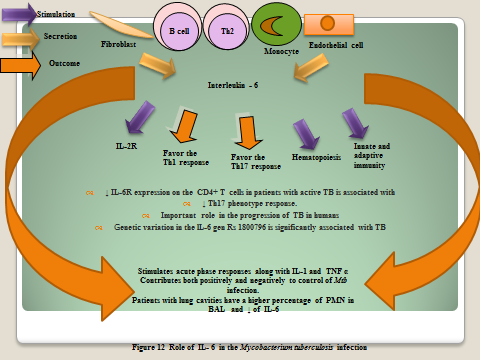 Stimulation
Secretion
Outcome
Fibroblast
B cell
Th2
Monocyte
Endothelial cell
Interleukin - 6
IL-2R
Favor the
Th1 response
Favor the
Th17 response
Hematopoiesis
Innate and
adaptive
immunity
↓ IL-6R expression on the CD4+ T cells in patients with active TB is associated with
↓ Th17 phenotype response.
Important role in the progression of TB in humans
Genetic variation in the IL-6 gen Rs 1800796 is significantly associated with TB
Stimulates acute phase responses along with IL-1 and TNF α
Contributes both positively and negatively to control of Mtb
infection.
Patients with lung cavities have a higher percentage of PMN in
BAL and ↓ of IL-6
Figure 12 Role of IL- 6 in the Mycobacterium tuberculosis infection